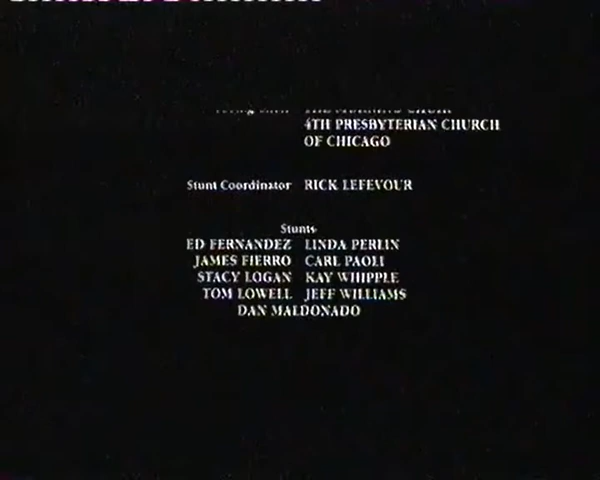 4TH PRESBYTERIAN CHURCH
OF CHICAGO
Stunt Coordinator RICK LEFEVOUR
Stunts
ED FERNANDEZ LINDA PERLIN
JAMES FIERRO CARL PAOLI
STACY LOGAN KAY WHIPPLE
TOM LOWELL JEFF WILLIAMS
DAN MALDONADO